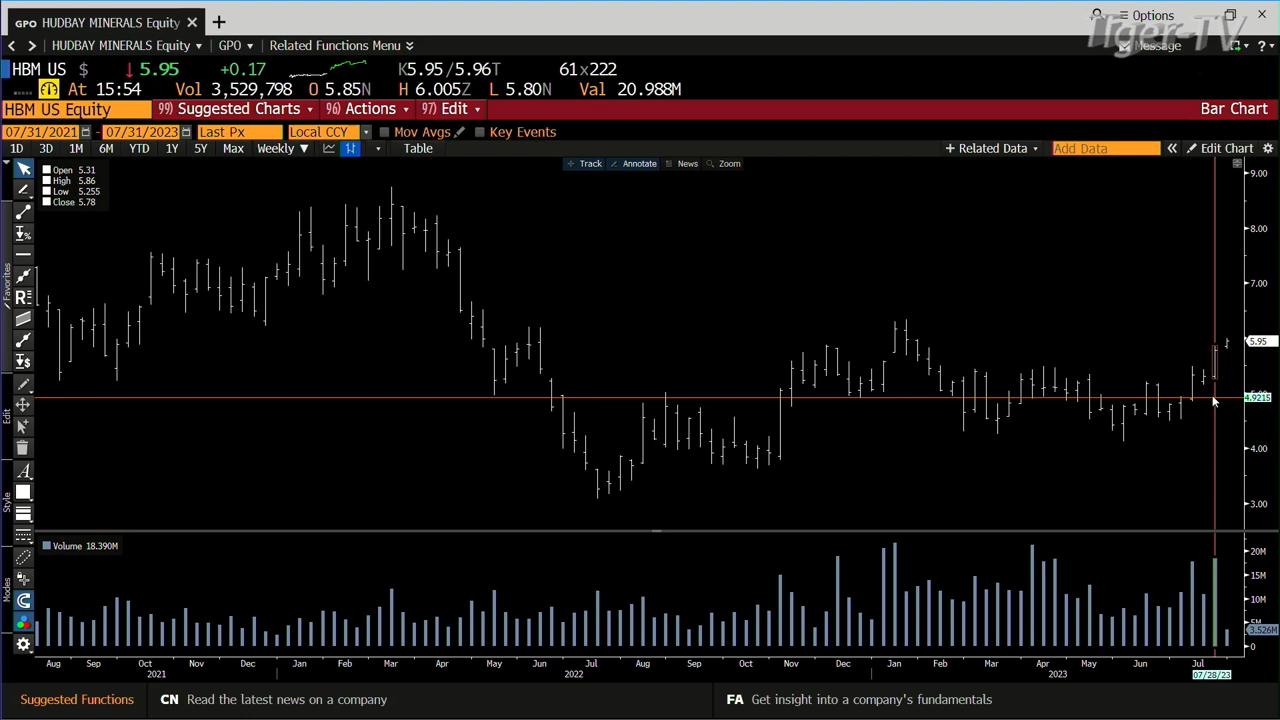 GPO HUDBAY MINERALS Equity × +
Options
Tiger-TV
HUDBAY MINERALS Equity GPO Related Functions Menu
Message
HBM US $ ↓5.95 +0.17 K5.95/5.96T 61x222
At 15:54 Vol 3,529,798 O 5.85N H 6.005Z L 5.80N Val 20.988M
HBM US Equity 99) Suggested Charts 96) Actions 97) Edit Bar Chart
07/31/2021 - 07/31/2023 Last Px Local CCY Mov Avgs Key Events
1D 3D 1M 6M YTD 1Y 5Y Max Weekly ▼ Table + Related Data Add Data « Edit Chart
Track Annotate News Zoom
Open 5.31
High 5.86
Low 5.255
Close 5.78
9.00
8.00
7.00
5.95
4.9215
4.00
3.00
Favorites
Edit
Style
Modes
Volume 18.390M
20M
15M
10M
5M
3.526M
0
Aug Sep Oct Nov Dec Jan Feb Mar Apr May Jun Jul Aug Sep Oct Nov Dec Jan Feb Mar Apr May Jun Jul
2021 2022 2023 07/28/23
Suggested Functions CN Read the latest news on a company FA Get insight into a company's fundamentals